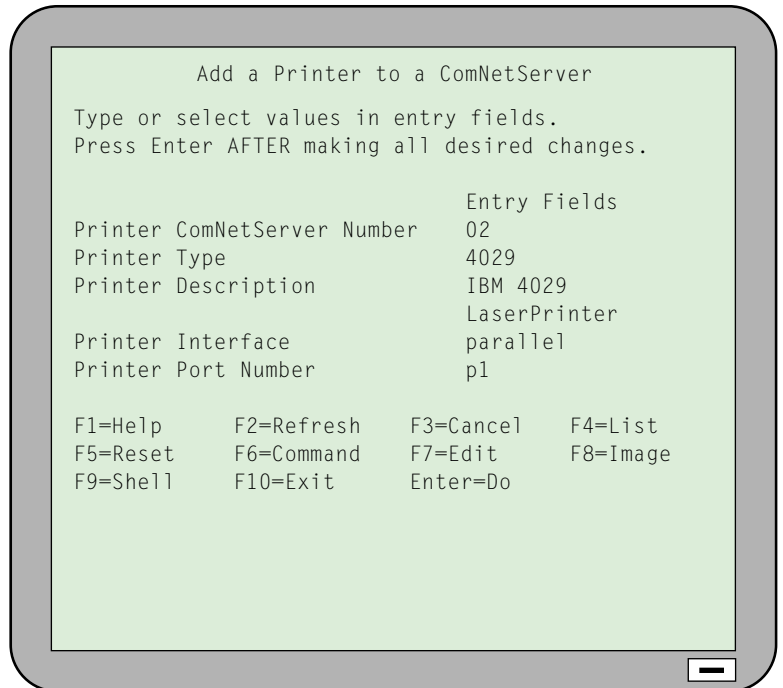 Add a Printer to a ComNetServer
Type or select values in entry fields.
Press Enter AFTER making all desired changes.
Entry Fields
Printer ComNetServer Number 02
Printer Type 4029
Printer Description IBM 4029
LaserPrinter
Printer Interface parallel
Printer Port Number p1
F1=Help F2=Refresh F3=Cancel F4=List
F5=Reset F6=Command F7=Edit F8=Image
F9=Shell F10=Exit Enter=Do